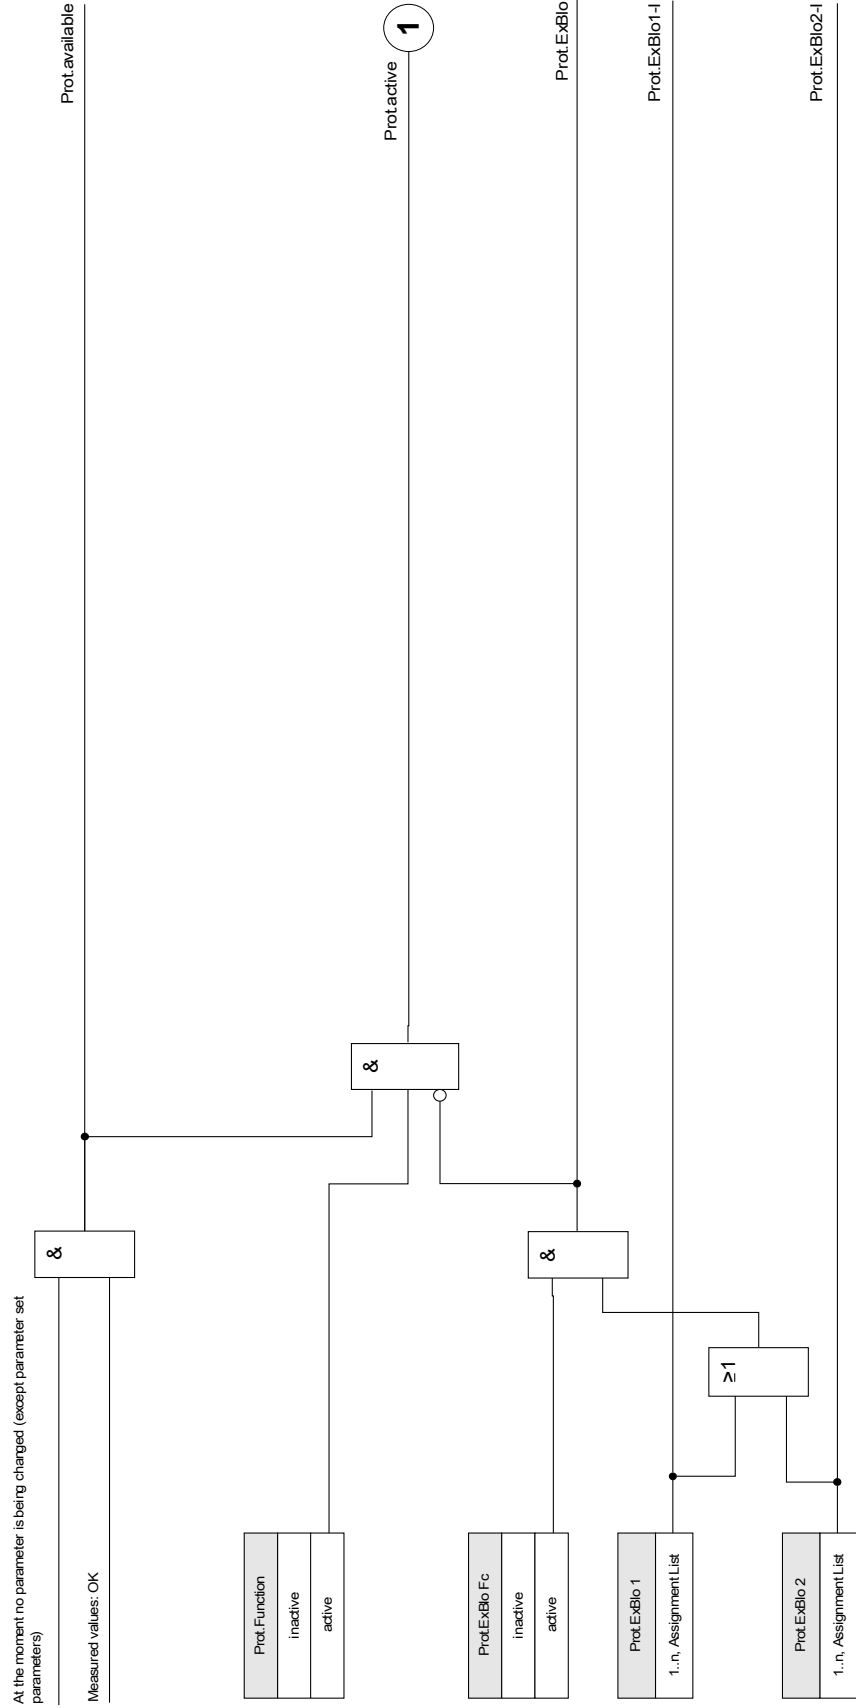 At the moment no parameter is being changed (except parameter set
parameters)
Measured values: OK
&
Prot.available
Prot.Function
inactive
active
&
Prot.active
1
Prot.ExBlo Fc
inactive
active
&
Prot.ExBlo
Prot.ExBlo 1
1..n, Assignment List
≥1
Prot.ExBlo1-I
Prot.ExBlo 2
1..n, Assignment List
Prot.ExBlo2-I